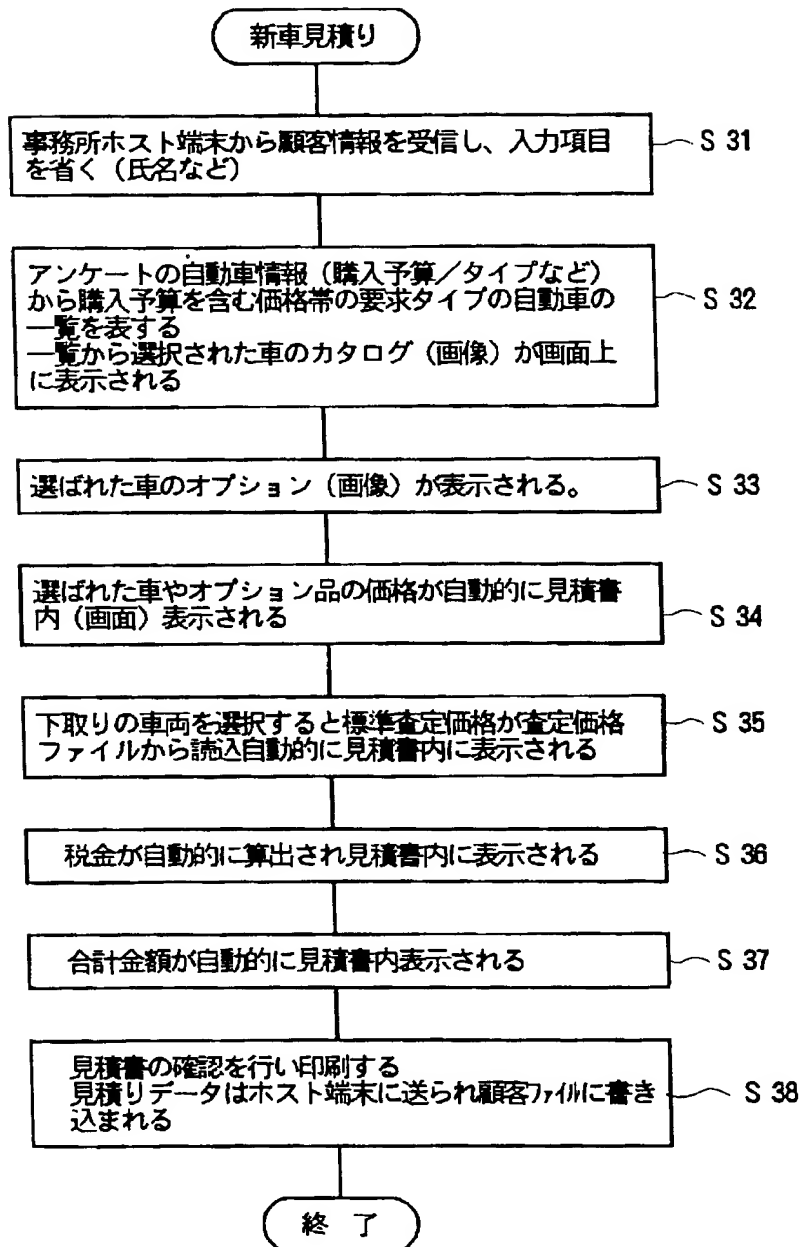 新車見積り
事務所ホスト端末から顧客情報を受信し、入力項目
を省く（氏名など）
S 31
アンケートの自動車情報（購入予算／タイプなど）
から購入予算を含む価格帯の要求タイプの自動車の
一覧を表する
一覧から選択された車のカタログ（画像）が画面上
に表示される
S 32
選ばれた車のオプション（画像）が表示される。
S 33
選ばれた車やオプション品の価格が自動的に見積書
内（画面）表示される
S 34
下取りの車両を選択すると標準査定価格が査定価格
ファイルから読込自動的に見積書内に表示される
S 35
税金が自動的に算出され見積書内に表示される
S 36
合計金額が自動的に見積書内表示される
S 37
見積書の確認を行い印刷する
見積りデータはホスト端末に送られ顧客ファイルに書き
込まれる
S 38
終 了